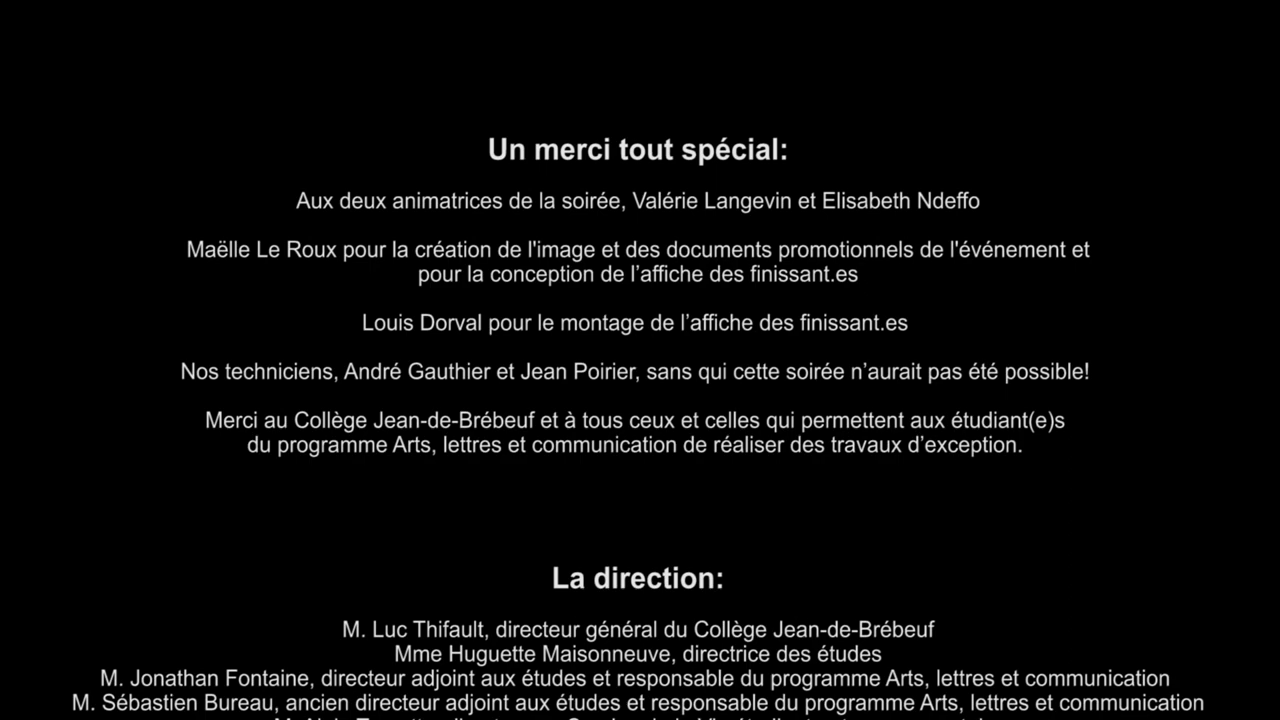 Un merci tout spécial:
Aux deux animatrices de la soirée, Valérie Langevin et Elisabeth Ndeffo
Maëlle Le Roux pour la création de l'image et des documents promotionnels de l'événement et
pour la conception de l’affiche des finissant.es
Louis Dorval pour le montage de l’affiche des finissant.es
Nos techniciens, André Gauthier et Jean Poirier, sans qui cette soirée n’aurait pas été possible!
Merci au Collège Jean-de-Brébeuf et à tous ceux et celles qui permettent aux étudiant(e)s
du programme Arts, lettres et communication de réaliser des travaux d’exception.
La direction:
M. Luc Thifault, directeur général du Collège Jean-de-Brébeuf
Mme Huguette Maisonneuve, directrice des études
M. Jonathan Fontaine, directeur adjoint aux études et responsable du programme Arts, lettres et communication
M. Sébastien Bureau, ancien directeur adjoint aux études et responsable du programme Arts, lettres et communication